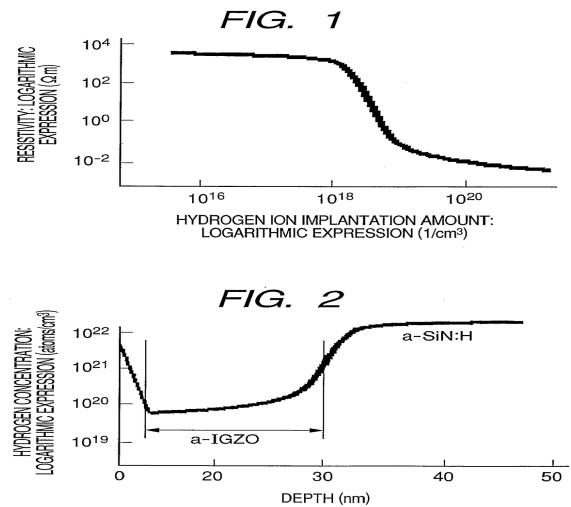 FIG. 1
RESISTIVITY: LOGARITHMIC
EXPRESSION (Ωm)
10⁴
10²
10⁰
10⁻²
10¹⁶
10¹⁸
10²⁰
HYDROGEN ION IMPLANTATION AMOUNT:
LOGARITHMIC EXPRESSION (1/cm³)
FIG. 2
HYDROGEN CONCENTRATION:
LOGARITHMIC EXPRESSION (atoms/cm³)
10²²
10²¹
10²⁰
10¹⁹
a-SiN:H
a-IGZO
0
20
30
40
50
DEPTH (nm)